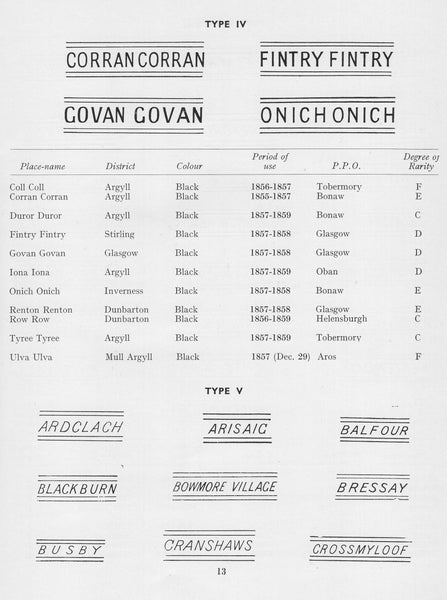 TYPE IV
CORRAN CORRAN FINTRY FINTRY
GOVAN GOVAN ONICH ONICH
Place-name District Colour Period of use P.P.O. Degree of Rarity
Coll Coll Argyll Black 1856-1857 Tobermory F
Corran Corran Argyll Black 1855-1857 Bonaw E
Duror Duror Argyll Black 1857-1859 Bonaw C
Fintry Fintry Stirling Black 1857-1858 Glasgow D
Govan Govan Glasgow Black 1857-1858 Glasgow D
Iona Iona Argyll Black 1857-1859 Oban D
Onich Onich Inverness Black 1857-1858 Bonaw E
Renton Renton Dunbarton Black 1857-1858 Glasgow E
Row Row Dunbarton Black 1856-1859 Helensburgh C
Tyree Tyree Argyll Black 1857-1859 Tobermory C
Ulva Ulva Mull Argyll Black 1857 (Dec. 29) Aros F
TYPE V
ARDCLACH ARISAIG BALFOUR
BLACKBURN BOWMORE VILLAGE BRESSAY
BUSBY CRANSHAWS CROSSMYLOOF
13